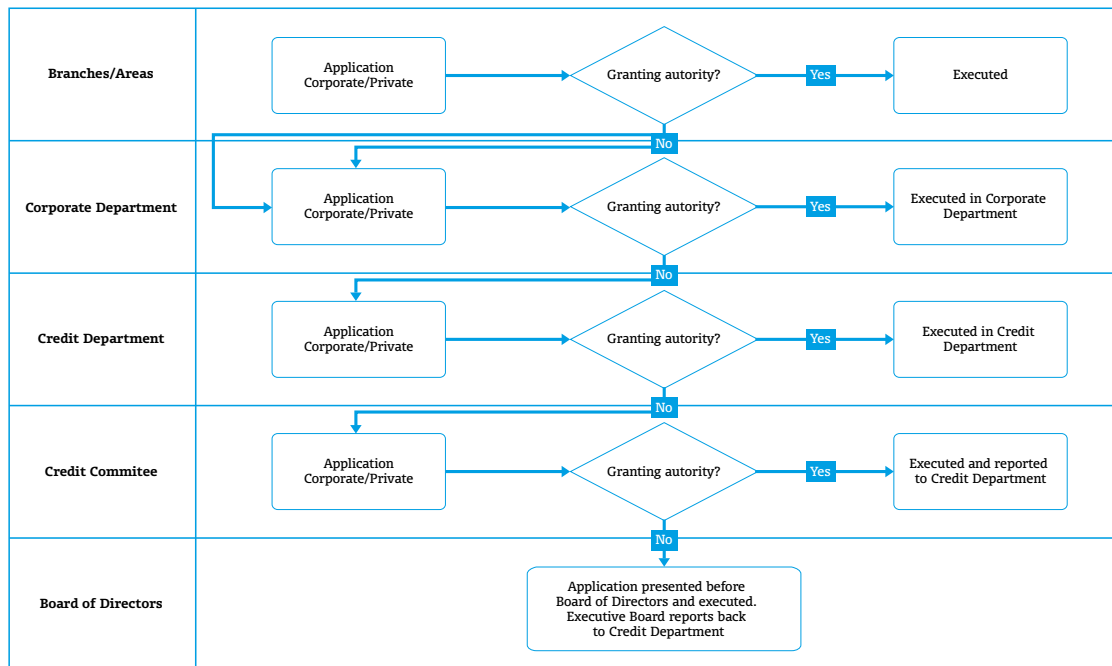 Branches/Areas
Application
Corporate/Private
Granting autority?
Yes
Executed
No
Corporate Department
Application
Corporate/Private
Granting autority?
Yes
Executed in Corporate
Department
No
Credit Department
Application
Corporate/Private
Granting autority?
Yes
Executed in Credit
Department
No
Credit Commitee
Application
Corporate/Private
Granting autority?
Yes
Executed and reported
to Credit Department
No
Board of Directors
Application presented before
Board of Directors and executed.
Executive Board reports back
to Credit Department